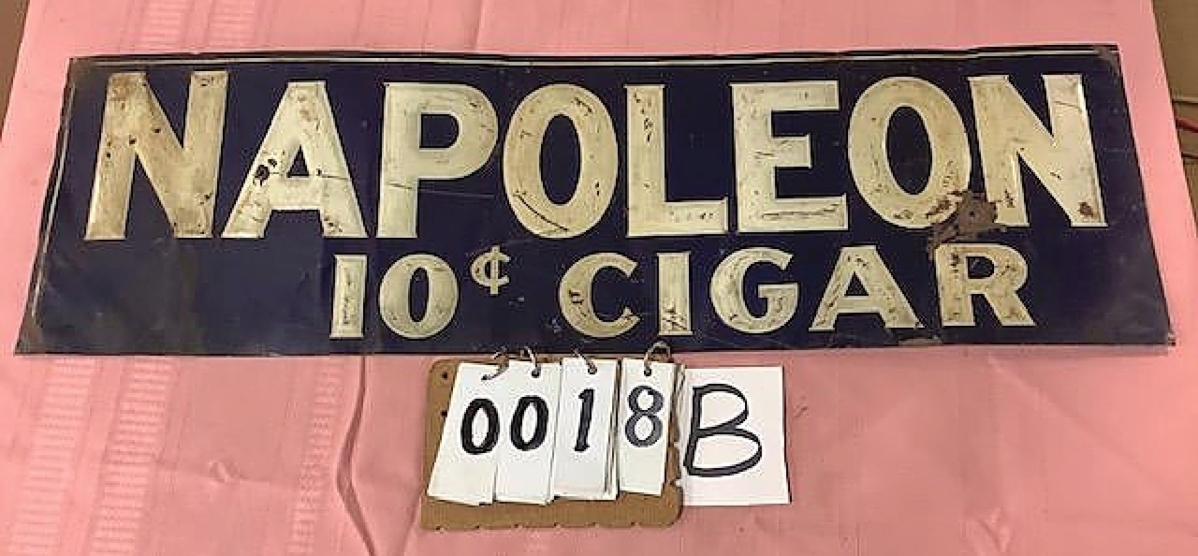 NAPOLEON
10¢ CIGAR
0018B